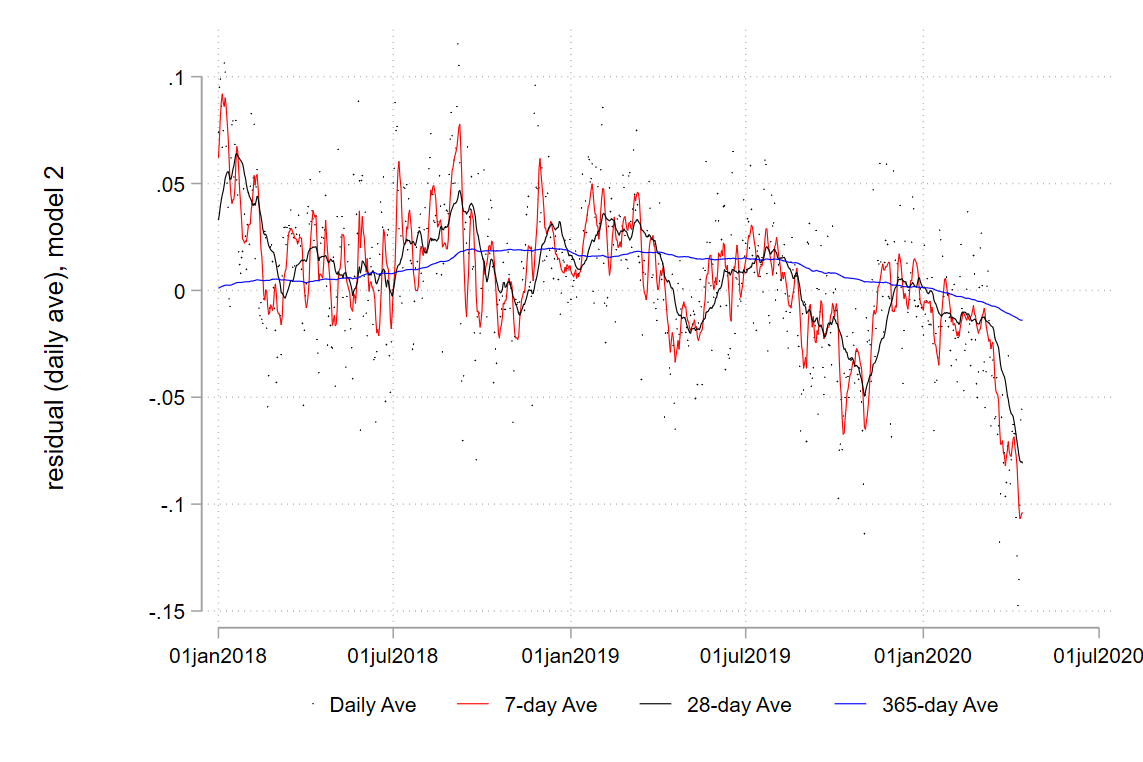 residual (daily ave), model 2
.1
.05
0
-.05
-.1
-.15
01jan2018 01jul2018 01jan2019 01jul2019 01jan2020 01jul2020
Daily Ave 7-day Ave 28-day Ave 365-day Ave